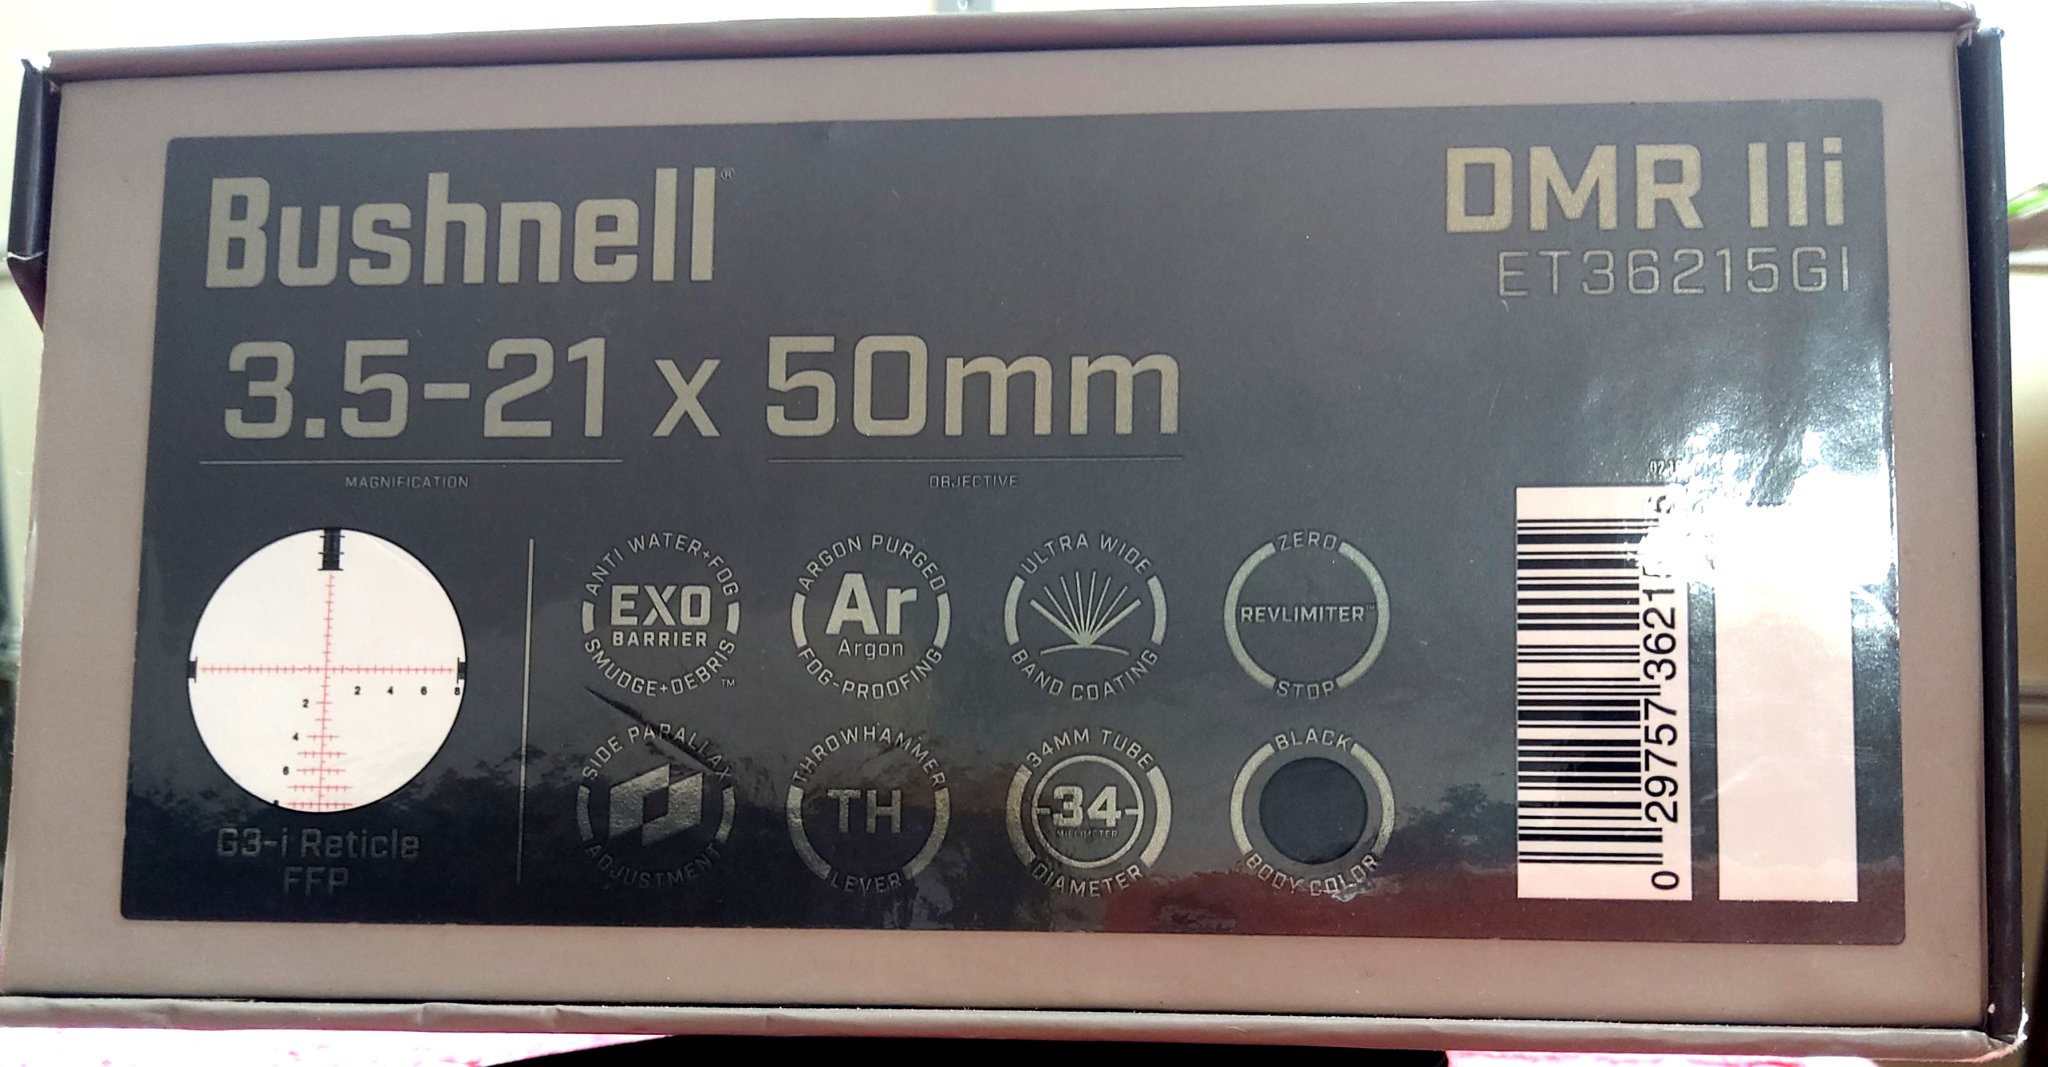 Bushnell®
DMR IIi
ET36215GI
3.5-21 x 50mm
MAGNIFICATION
OBJECTIVE
2 4 6 8
2
4
6
G3-i Reticle
FFP
ANTI WATER+FOG
EXO
BARRIER
SMUDGE+DEBRIS™
ARGON PURGED
Ar
Argon
FOG-PROOFING
ULTRA WIDE
BAND COATING
ZERO
REVLIMITER™
STOP
SIDE PARALLAX
ADJUSTMENT
THROWHAMMER
TH
LEVER
34MM TUBE
34
MILLIMETER
DIAMETER
BLACK
BODY COLOR
0 29757 3621